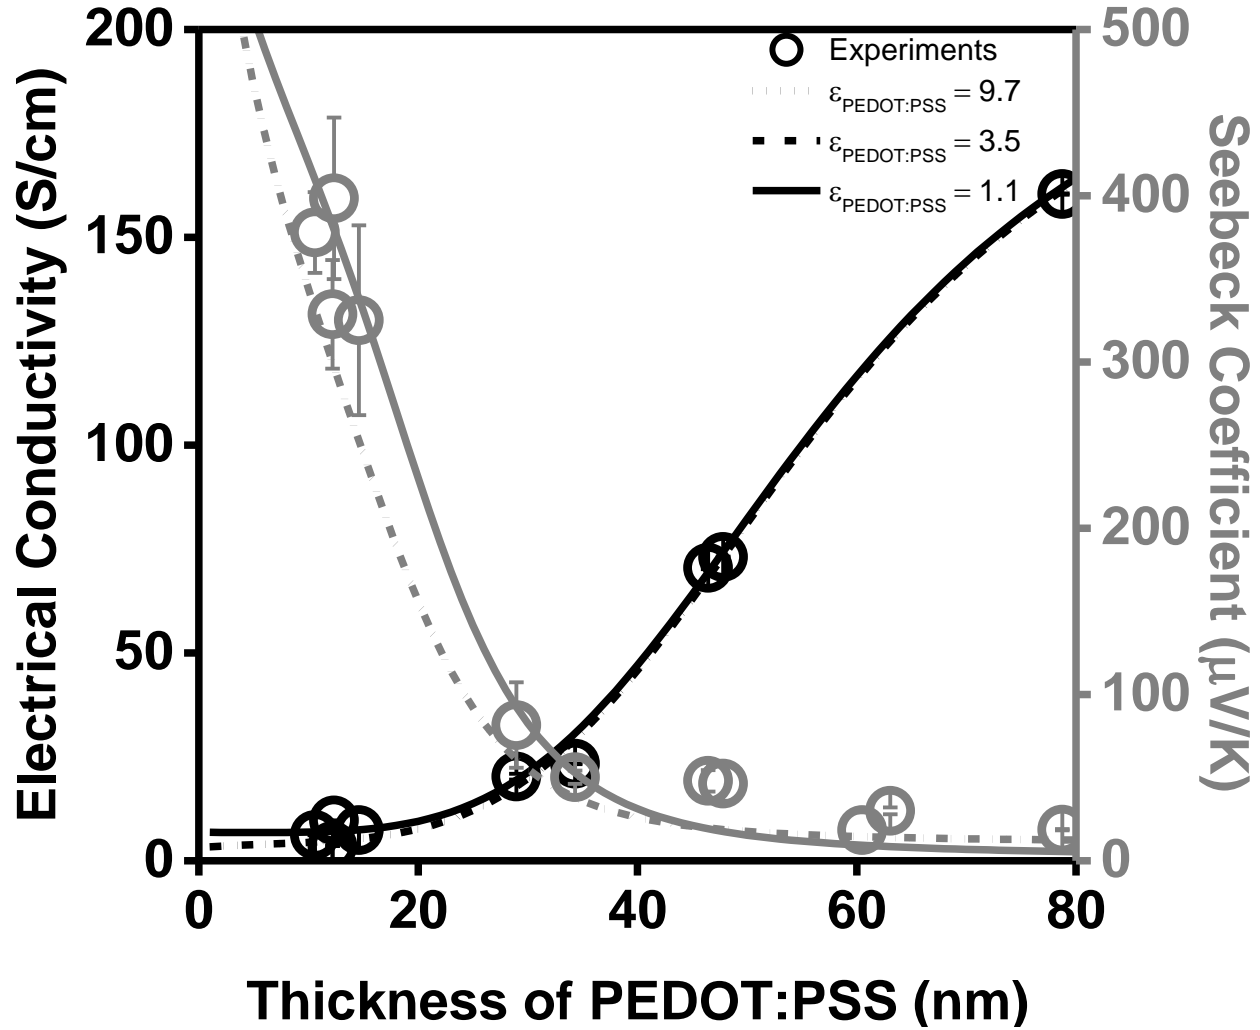 Electrical Conductivity (S/cm)
200
150
100
50
0
Experiments
εPEDOT:PSS = 9.7
εPEDOT:PSS = 3.5
εPEDOT:PSS = 1.1
500
400
300
200
100
0
Seebeck Coefficient (μV/K)
0 20 40 60 80
Thickness of PEDOT:PSS (nm)